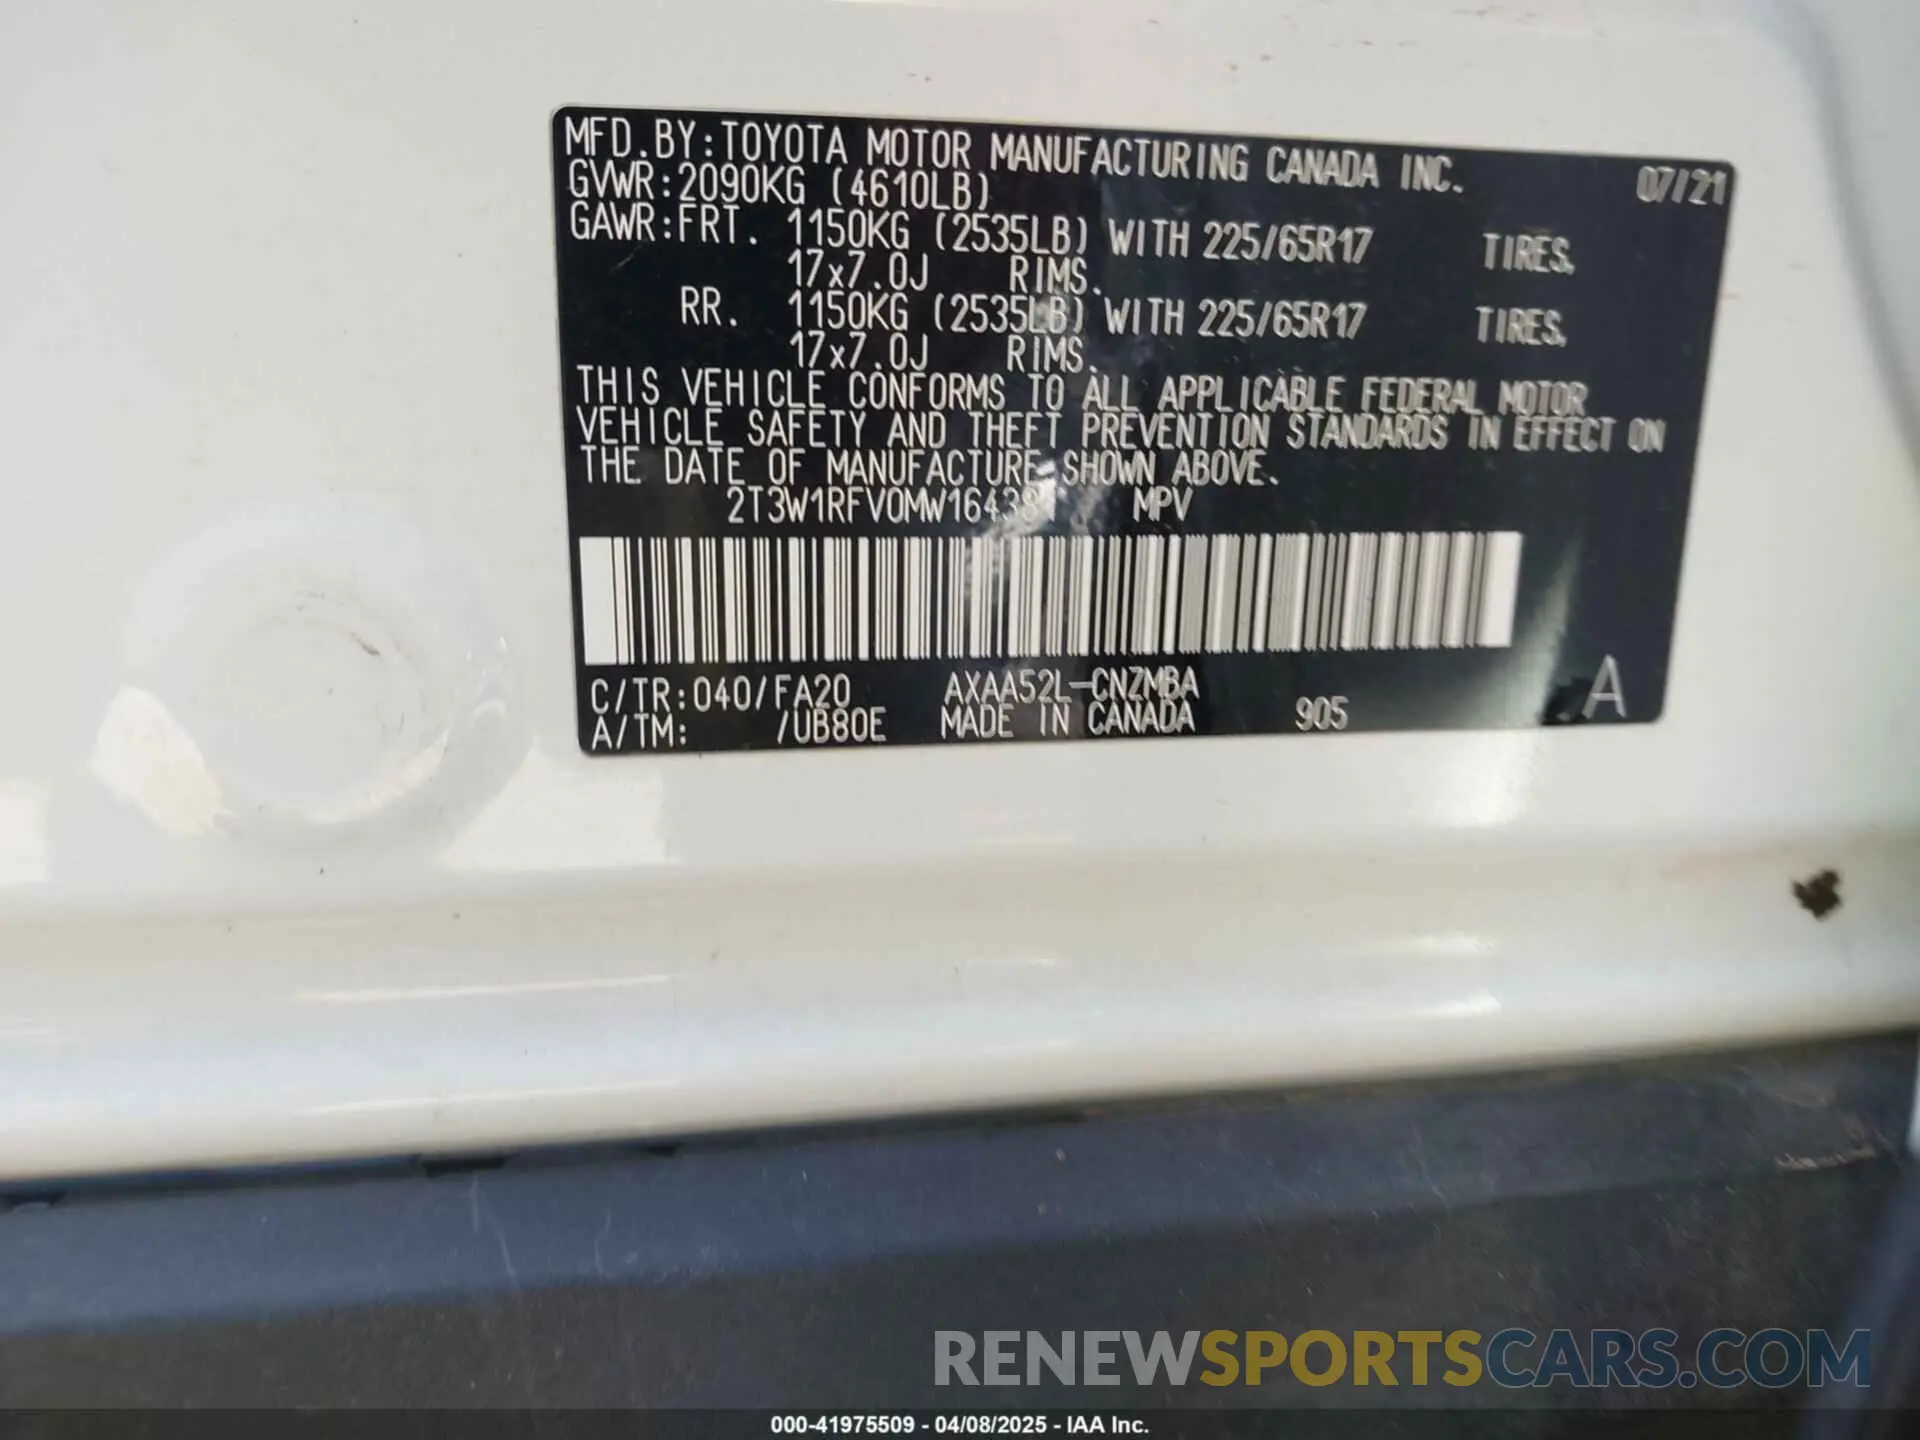 MFD.BY:TOYOTA MOTOR MANUFACTURING CANADA INC. 07/21
GVWR:2090KG (4610LB)
GAWR:FRT. 1150KG (2535LB) WITH 225/65R17 TIRES,
17x7.0J RIMS.
RR. 1150KG (2535LB) WITH 225/65R17 TIRES,
17x7.0J RIMS.
THIS VEHICLE CONFORMS TO ALL APPLICABLE FEDERAL MOTOR
VEHICLE SAFETY AND THEFT PREVENTION STANDARDS IN EFFECT ON
THE DATE OF MANUFACTURE SHOWN ABOVE.
MPV
C/TR:040/FA20 AXAA52L-CNZMBA
A/TM: /UB80E MADE IN CANADA 905 .A
RENEWSPORTSCARS.COM
000-41975509 - 04/08/2025 - IAA Inc.